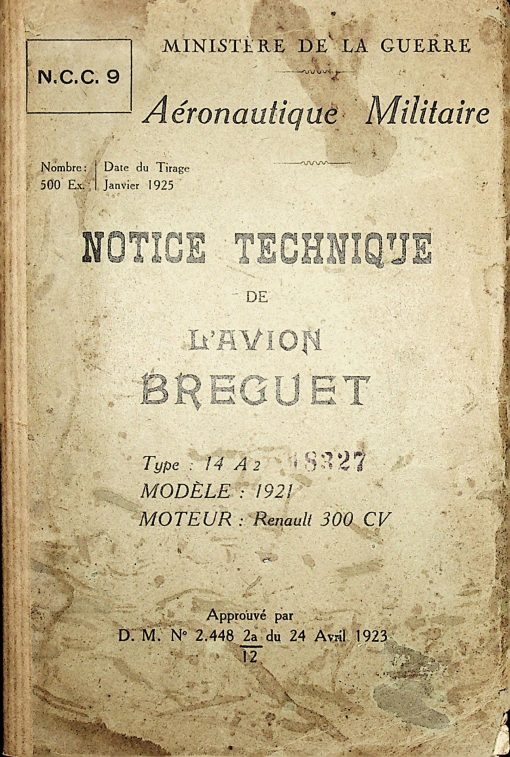 MINISTÈRE DE LA GUERRE
N.C.C. 9
Aéronautique Militaire
Nombre: Date du Tirage
500 Ex. Janvier 1925
NOTICE TECHNIQUE
DE
L'AVION
BREGUET
Type : 14 A2 18327
MODÈLE : 1921
MOTEUR : Renault 300 CV
Approuvé par
D. M. Nº 2.448 2a du 24 Avril 1923
12